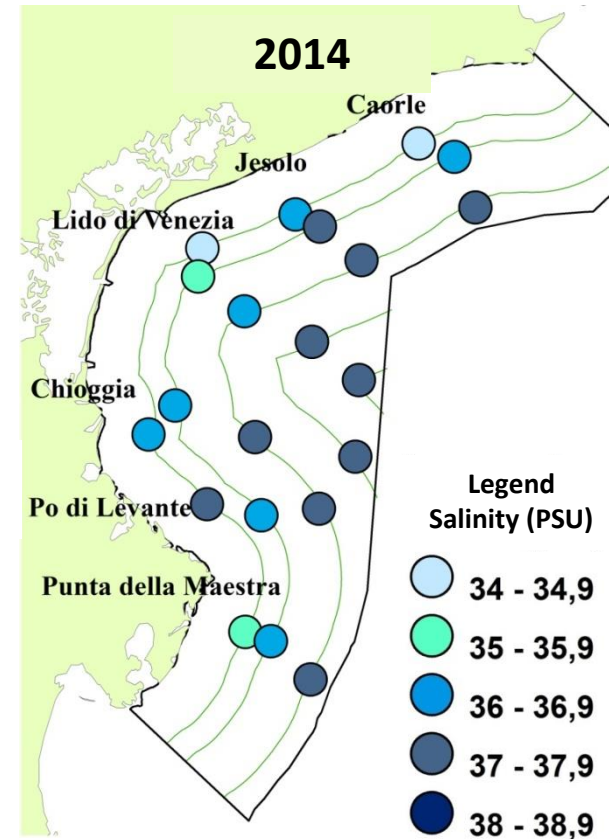 2014
Caorle
Jesolo
Lido di Venezia
Chioggia
Po di Levante
Punta della Maestra
Legend
Salinity (PSU)
34 - 34,9
35 - 35,9
36 - 36,9
37 - 37,9
38 - 38,9